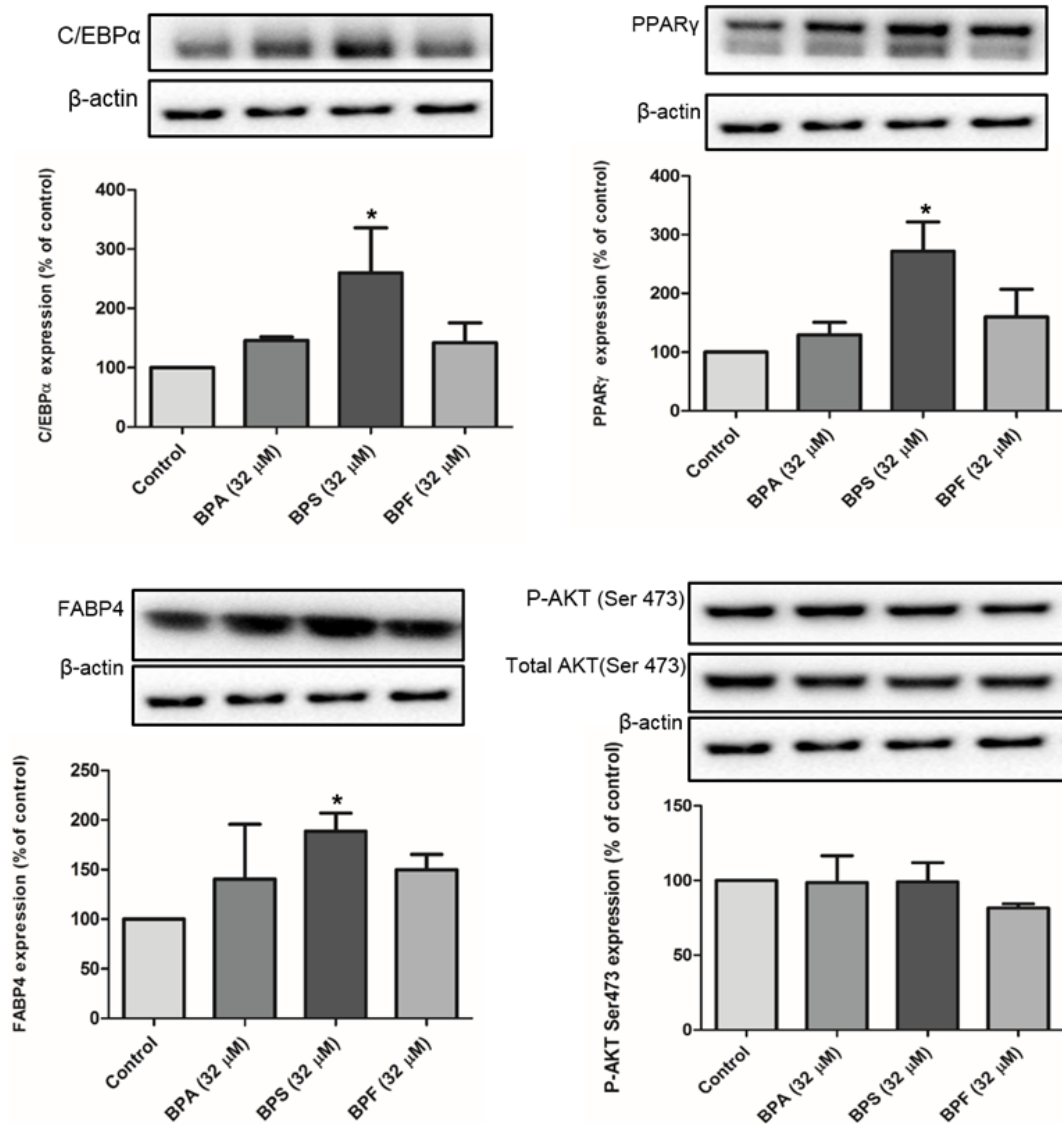 C/EBPα
β-actin
C/EBPα expression (% of control)
400
300
200
100
0
*
Control
BPA (32 μM)
BPS (32 μM)
BPF (32 μM)
PPARγ
β-actin
PPARγ expression (% of control)
400
300
200
100
0
*
Control
BPA (32 μM)
BPS (32 μM)
BPF (32 μM)
FABP4
β-actin
FABP4 expression (% of control)
250
200
150
100
50
0
*
Control
BPA (32 μM)
BPS (32 μM)
BPF (32 μM)
P-AKT (Ser 473)
Total AKT(Ser 473)
β-actin
P-AKT Ser473 expression (% of control)
150
100
50
0
Control
BPA (32 μM)
BPS (32 μM)
BPF (32 μM)